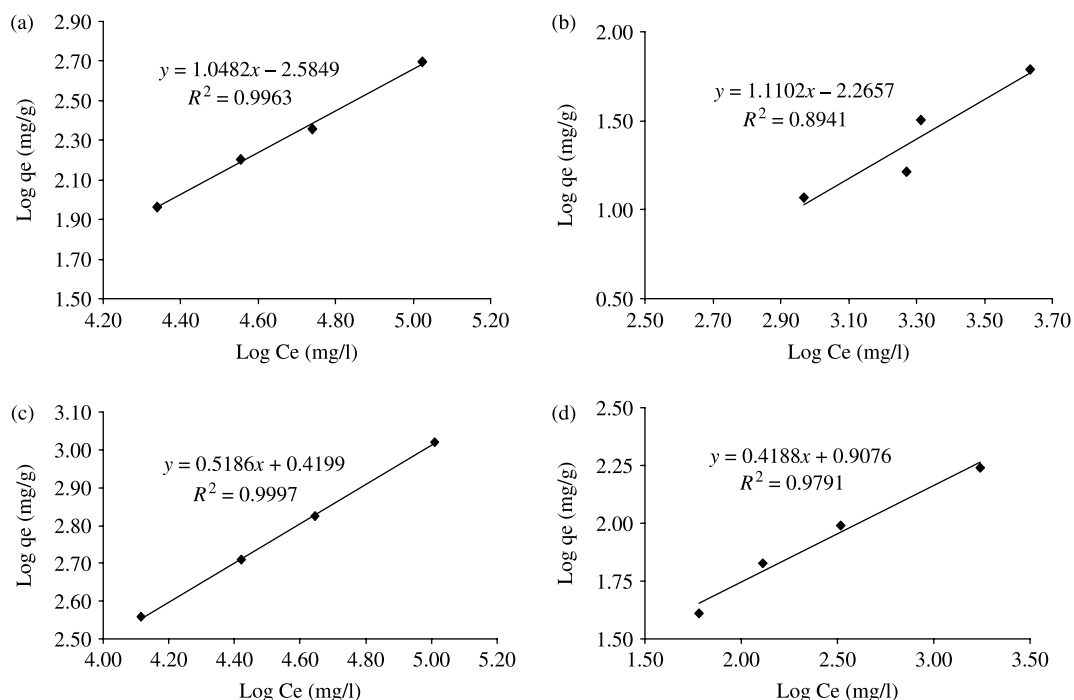 (a)
2.90
2.70
2.50
2.30
2.10
1.90
1.70
1.50
Log qe (mg/g)
y = 1.0482x – 2.5849
R² = 0.9963
4.20 4.40 4.60 4.80 5.00 5.20
Log Ce (mg/l)
(b)
2.00
1.50
1.00
0.50
Log qe (mg/g)
y = 1.1102x – 2.2657
R² = 0.8941
2.50 2.70 2.90 3.10 3.30 3.50 3.70
Log Ce (mg/l)
(c)
3.10
3.00
2.90
2.80
2.70
2.60
2.50
Log qe (mg/g)
y = 0.5186x + 0.4199
R² = 0.9997
4.00 4.20 4.40 4.60 4.80 5.00 5.20
Log Ce (mg/l)
(d)
2.50
2.25
2.00
1.75
1.50
Log qe (mg/g)
y = 0.4188x + 0.9076
R² = 0.9791
1.50 2.00 2.50 3.00 3.50
Log Ce (mg/l)